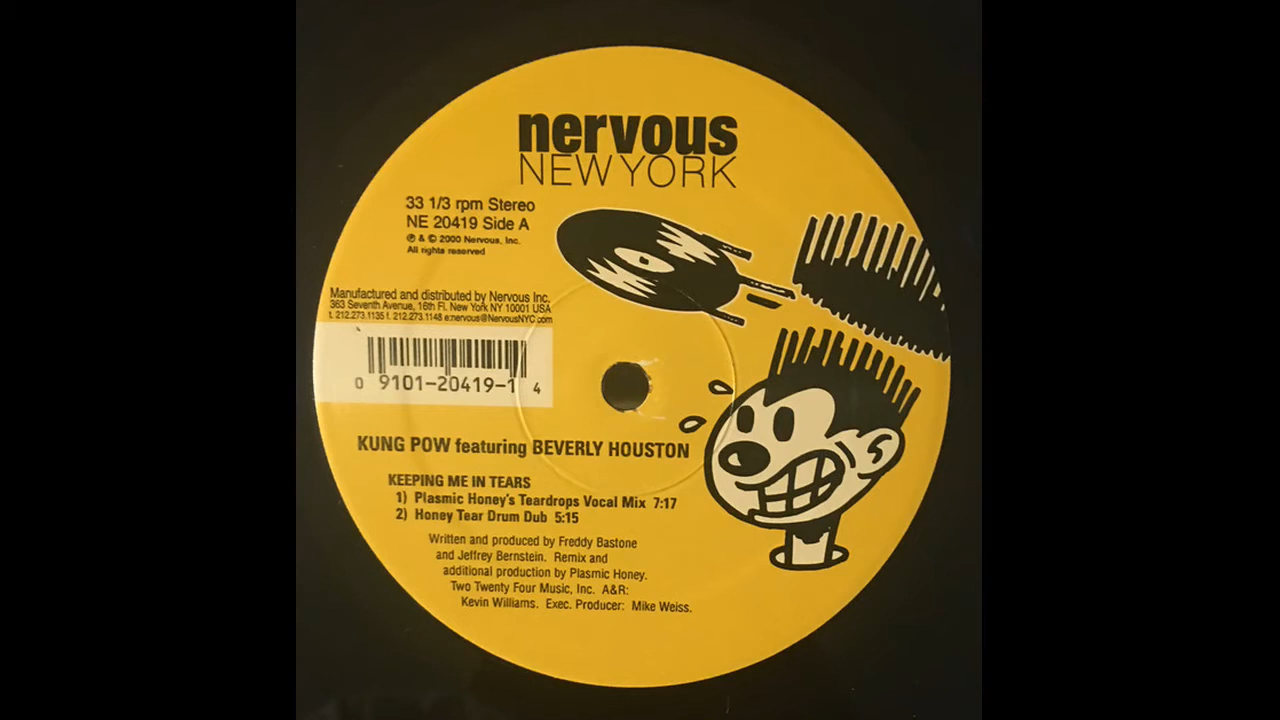 nervous
NEW YORK
33 1/3 rpm Stereo
NE 20419 Side A
℗ & © 2000 Nervous, Inc.
All rights reserved
Manufactured and distributed by Nervous Inc.
363 Seventh Avenue, 16th Fl. New York NY 10001 USA
t. 212.273.1135 f. 212.273.1148 e:nervous@NervousNYC.com
0 9101-20419-1 4
KUNG POW featuring BEVERLY HOUSTON
KEEPING ME IN TEARS
1) Plasmic Honey's Teardrops Vocal Mix 7:17
2) Honey Tear Drum Dub 5:15
Written and produced by Freddy Bastone
and Jeffrey Bernstein. Remix and
additional production by Plasmic Honey.
Two Twenty Four Music, Inc. A&R:
Kevin Williams. Exec. Producer: Mike Weiss.